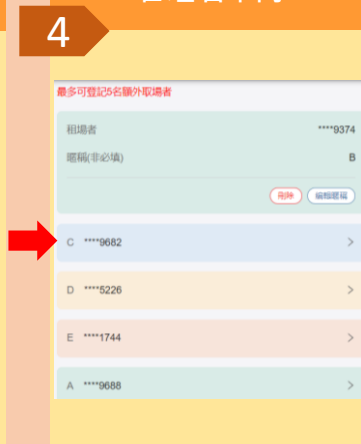 4
最多可登記5名額外取場者
租場者 ****9374
暱稱(非必填) B
刪除 編輯暱稱
C ****9682 >
D ****5226 >
E ****1744 >
A ****9688 >